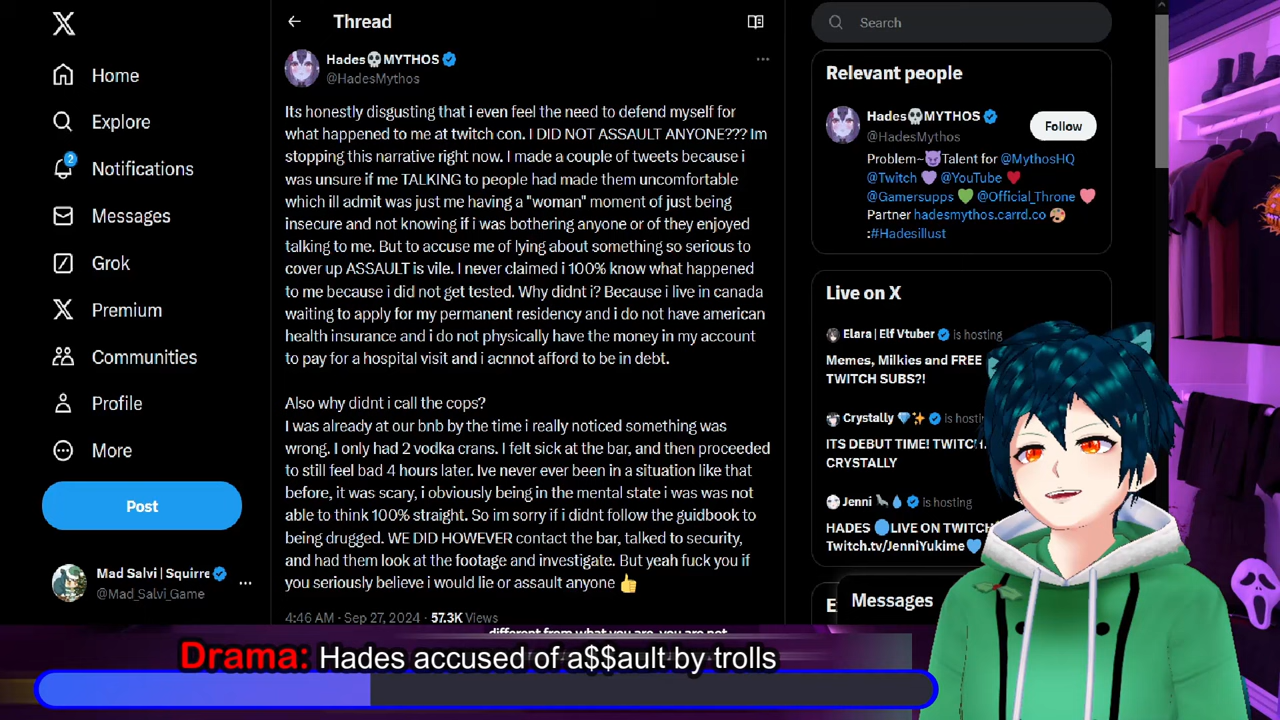 Home
Explore
2
Notifications
Messages
Grok
Premium
Communities
Profile
More
Post
Mad Salvi | Squirre
@Mad_Salvi_Game
Thread
Hades💀MYTHOS
@HadesMythos
Its honestly disgusting that i even feel the need to defend myself for
what happened to me at twitch con. I DID NOT ASSAULT ANYONE??? Im
stopping this narrative right now. I made a couple of tweets because i
was unsure if me TALKING to people had made them uncomfortable
which ill admit was just me having a "woman" moment of just being
insecure and not knowing if i was bothering anyone or of they enjoyed
talking to me. But to accuse me of lying about something so serious to
cover up ASSAULT is vile. I never claimed i 100% know what happened
to me because i did not get tested. Why didnt i? Because i live in canada
waiting to apply for my permanent residency and i do not have american
health insurance and i do not physically have the money in my account
to pay for a hospital visit and i acnnot afford to be in debt.
Also why didnt i call the cops?
I was already at our bnb by the time i really noticed something was
wrong. I only had 2 vodka crans. I felt sick at the bar, and then proceeded
to still feel bad 4 hours later. Ive never ever been in a situation like that
before, it was scary, i obviously being in the mental state i was was not
able to think 100% straight. So im sorry if i didnt follow the guidbook to
being drugged. WE DID HOWEVER contact the bar, talked to security,
and had them look at the footage and investigate. But yeah fuck you if
you seriously believe i would lie or assault anyone 👍
4:46 AM · Sep 27, 2024 · 57.3K Views
different from what you are, you are not
Search
Relevant people
Hades💀MYTHOS
@HadesMythos
Follow
Problem~😈Talent for @MythosHQ
@Twitch 💜 @YouTube ❤️
@Gamersupps 💚 @Official_Throne 🩷
Partner hadesmythos.carrd.co 🎨
:#Hadesillust
Live on X
Elara | Elf Vtuber is hosting
Memes, Milkies and FREE
TWITCH SUBS?!
Crystally 💎✨ is hostin
ITS DEBUT TIME! TWITCH
CRYSTALLY
Jenni 🦭💧 is hosting
HADES 🔵LIVE ON TWITCH
Twitch.tv/JenniYukime🩵
E
Messages
Drama: Hades accused of a$$ault by trolls